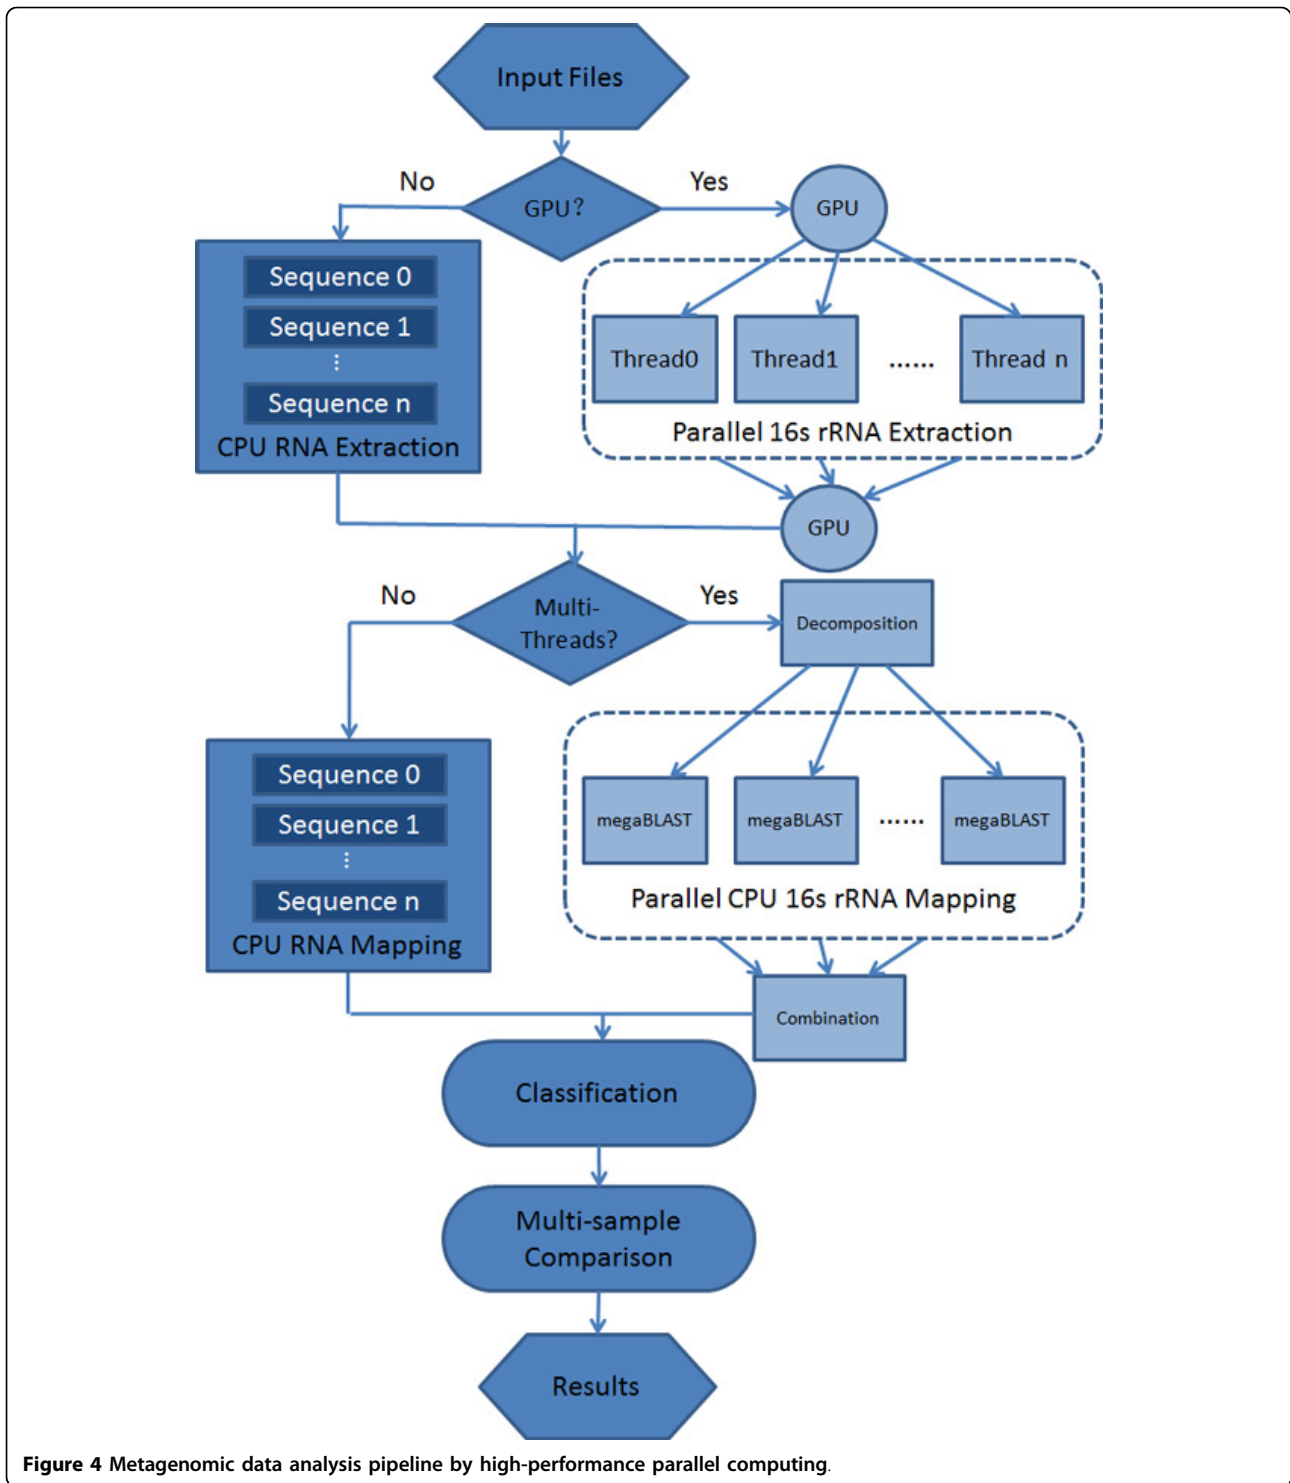 Input Files
No
Yes
GPU?
GPU
Sequence 0
Sequence 1
⋮
Sequence n
CPU RNA Extraction
Thread0
Thread1
......
Thread n
Parallel 16s rRNA Extraction
GPU
No
Yes
Multi-
Threads?
Decomposition
Sequence 0
Sequence 1
⋮
Sequence n
CPU RNA Mapping
megaBLAST
megaBLAST
......
megaBLAST
Parallel CPU 16s rRNA Mapping
Combination
Classification
Multi-sample
Comparison
Results
Figure 4 Metagenomic data analysis pipeline by high-performance parallel computing.